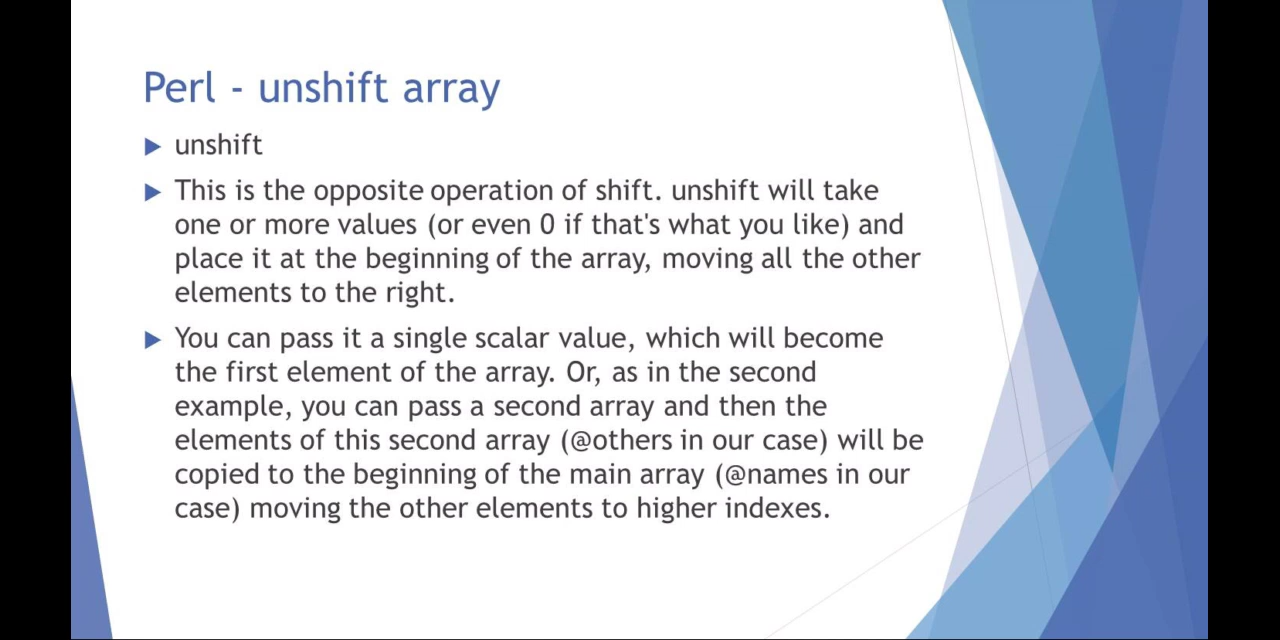 Perl - unshift array
unshift
This is the opposite operation of shift. unshift will take
one or more values (or even 0 if that's what you like) and
place it at the beginning of the array, moving all the other
elements to the right.
You can pass it a single scalar value, which will become
the first element of the array. Or, as in the second
example, you can pass a second array and then the
elements of this second array (@others in our case) will be
copied to the beginning of the main array (@names in our
case) moving the other elements to higher indexes.